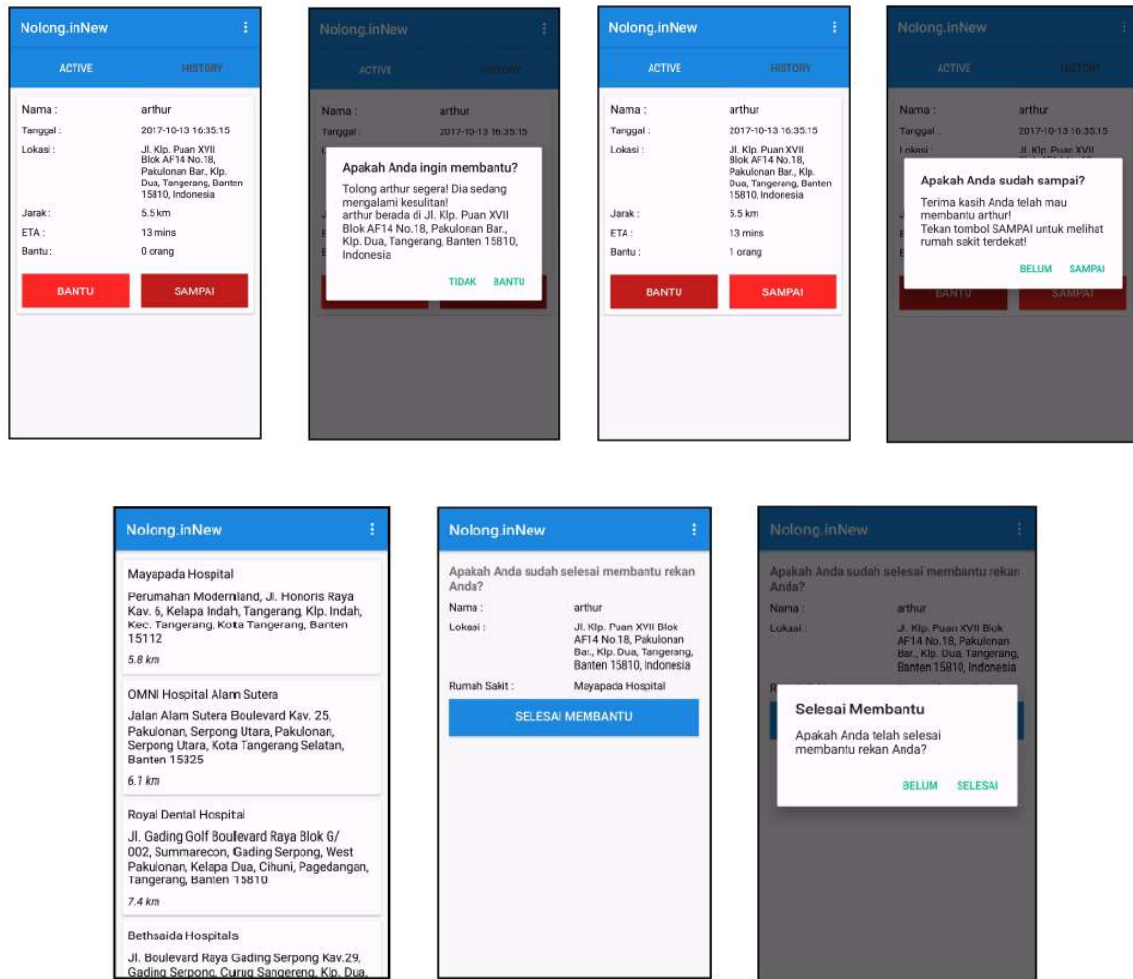 Nolong.inNew
ACTIVE HISTORY
Nama : arthur
Tanggal : 2017-10-13 16:35:15
Lokasi : Jl. Klp. Puan XVII
Blok AF14 No.18,
Pakulonan Bar., Klp.
Dua, Tangerang, Banten
15810, Indonesia
Jarak : 5.5 km
ETA : 13 mins
Bantu : 0 orang
BANTU SAMPAI
Nolong.inNew
ACTIVE HISTORY
Nama : arthur
Tanggal : 2017-10-13 16:35:15
Apakah Anda ingin membantu?
Tolong arthur segera! Dia sedang
mengalami kesulitan!
arthur berada di Jl. Klp. Puan XVII
Blok AF14 No.18, Pakulonan Bar.,
Klp. Dua, Tangerang, Banten 15810,
Indonesia
TIDAK BANTU
Nolong.inNew
ACTIVE HISTORY
Nama : arthur
Tanggal : 2017-10-13 16:35:15
Lokasi : Jl. Klp. Puan XVII
Blok AF14 No.18,
Pakulonan Bar., Klp.
Dua, Tangerang, Banten
15810, Indonesia
Jarak : 5.5 km
ETA : 13 mins
Bantu : 1 orang
BANTU SAMPAI
Nolong.inNew
ACTIVE HISTORY
Nama : arthur
Tanggal : 2017-10-13 16:35:15
Lokasi : Jl. Klp. Puan XVII
Apakah Anda sudah sampai?
Terima kasih Anda telah mau
membantu arthur!
Tekan tombol SAMPAI untuk melihat
rumah sakit terdekat!
BELUM SAMPAI
BANTU SAMPAI
Nolong.inNew
Mayapada Hospital
Perumahan Modernland, Jl. Honoris Raya
Kav. 6, Kelapa Indah, Tangerang, Klp. Indah,
Kec. Tangerang, Kota Tangerang, Banten
15112
5.8 km
OMNI Hospital Alam Sutera
Jalan Alam Sutera Boulevard Kav. 25,
Pakulonan, Serpong Utara, Pakulonan,
Serpong Utara, Kota Tangerang Selatan,
Banten 15325
6.1 km
Royal Dental Hospital
Jl. Gading Golf Boulevard Raya Blok G/
002, Summarecon, Gading Serpong, West
Pakulonan, Kelapa Dua, Cihuni, Pagedangan,
Tangerang, Banten 15810
7.4 km
Bethsaida Hospitals
Jl. Boulevard Raya Gading Serpong Kav.29,
Gading Serpong, Curug Sangereng, Klp. Dua,
Nolong.inNew
Apakah Anda sudah selesai membantu rekan
Anda?
Nama : arthur
Lokasi : Jl. Klp. Puan XVII Blok
AF14 No.18, Pakulonan
Bar., Klp. Dua, Tangerang,
Banten 15810, Indonesia
Rumah Sakit : Mayapada Hospital
SELESAI MEMBANTU
Nolong.inNew
Apakah Anda sudah selesai membantu rekan
Anda?
Nama : arthur
Lokasi : Jl. Klp. Puan XVII Blok
AF14 No.18, Pakulonan
Bar., Klp. Dua, Tangerang,
Banten 15810, Indonesia
Selesai Membantu
Apakah Anda telah selesai
membantu rekan Anda?
BELUM SELESAI